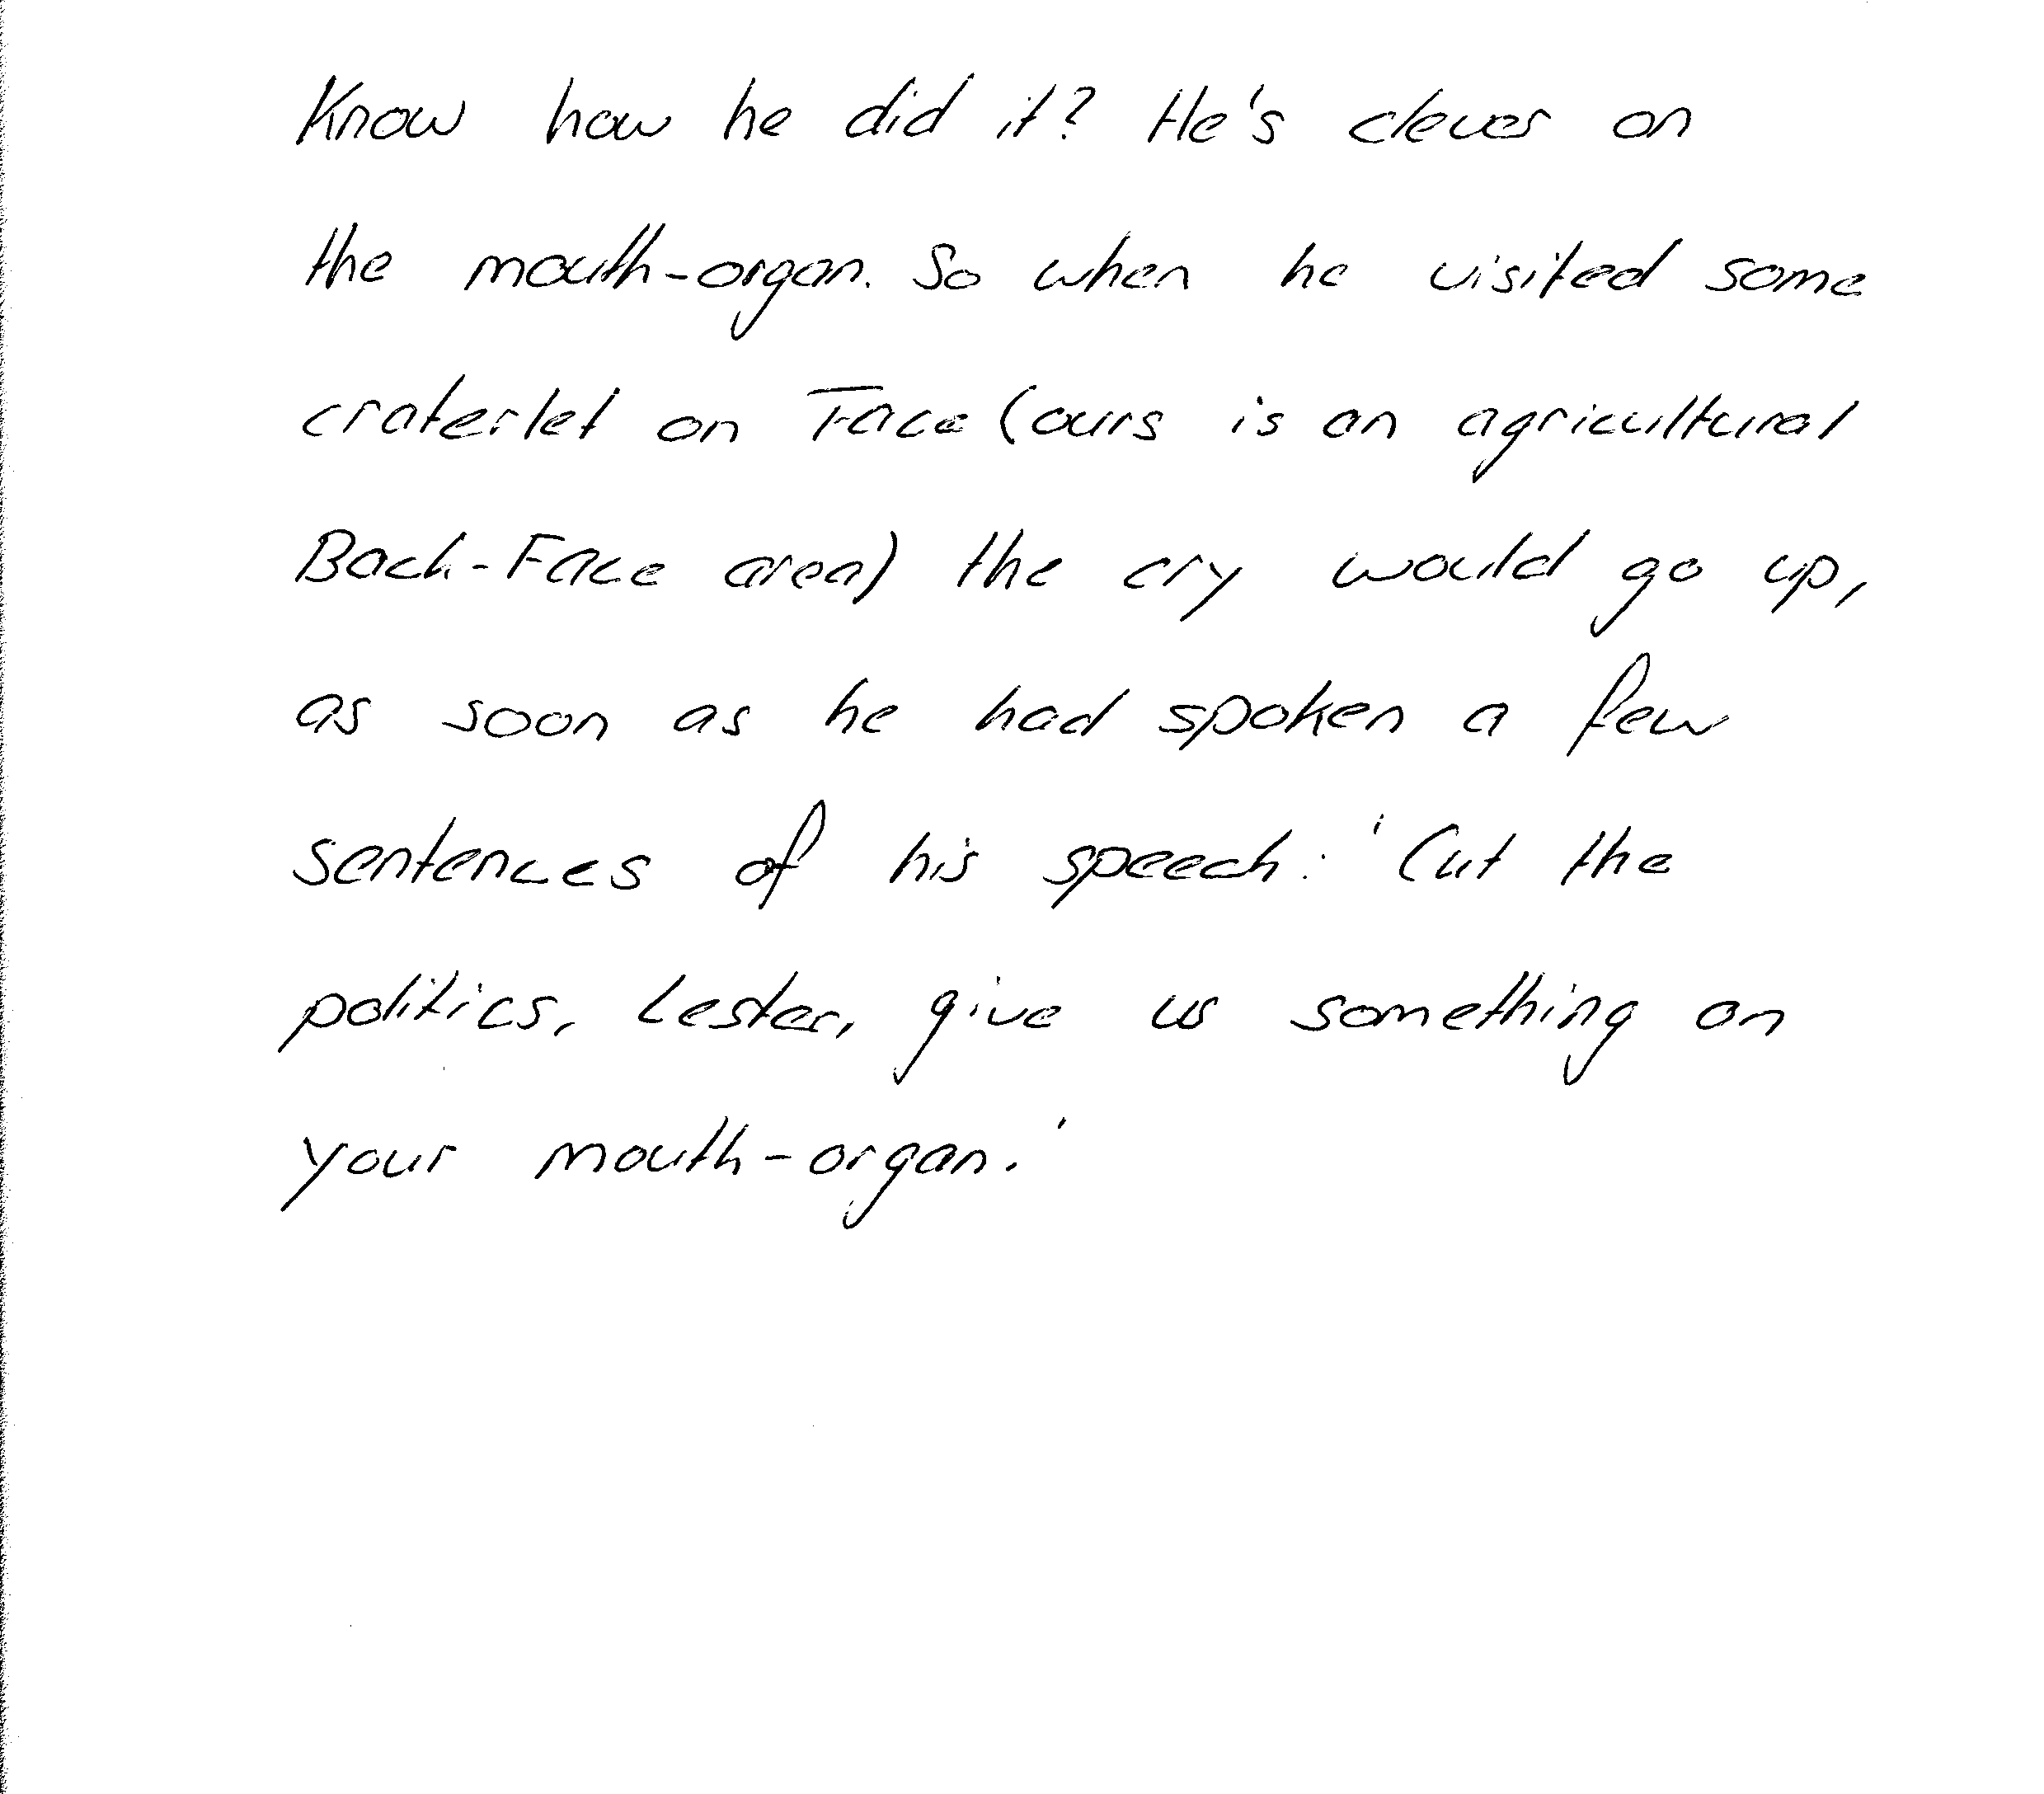 Know how he did it? He's clever on
the mouth-organ. So when he visited some
craterlet on Face (ours is an agricultural
Back-Face area) the cry would go up,
as soon as he had spoken a few
sentences of his speech: 'Cut the
politics, Lester, give us something on
your mouth-organ.'